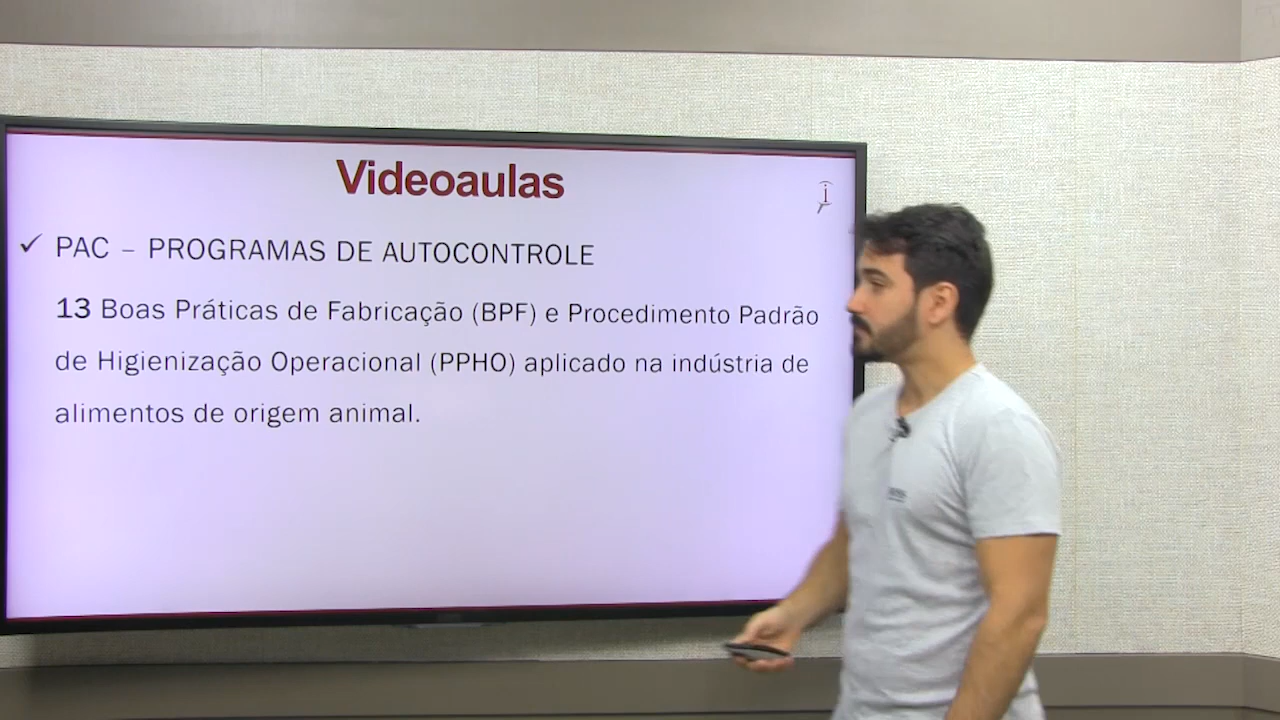 Videoaulas
✓ PAC – PROGRAMAS DE AUTOCONTROLE
13 Boas Práticas de Fabricação (BPF) e Procedimento Padrão
de Higienização Operacional (PPHO) aplicado na indústria de
alimentos de origem animal.